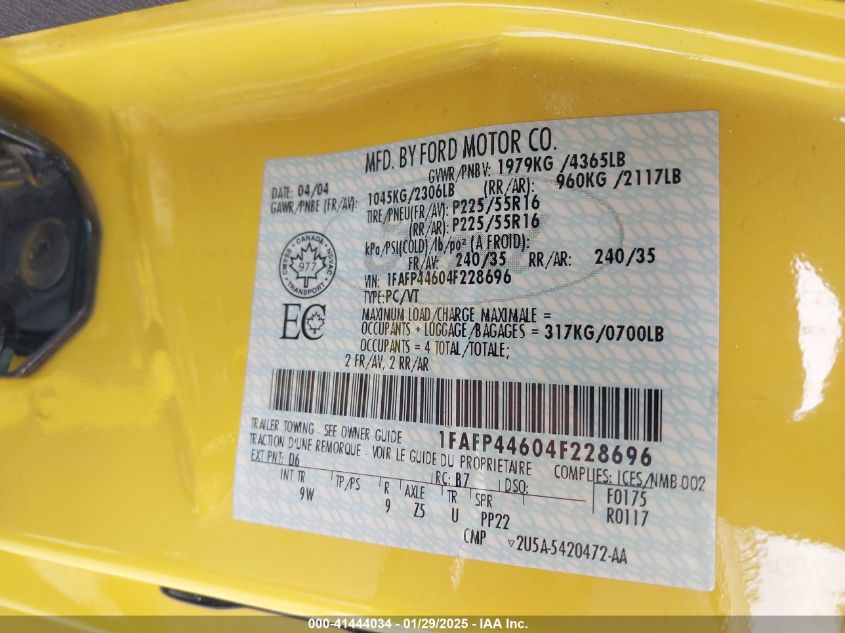 MFD. BY FORD MOTOR CO.
DATE: 04/04 GVWR/PNBV: 1979KG /4365LB
GAWR/PNBE (FR/AV): 1045KG/2306LB (RR/AR): 960KG /2117LB
TIRE/PNEU(FR/AV): P225/55R16
(RR/AR): P225/55R16
kPa/PSI(COLD)/lb/po² (A FROID):
FR/AV: 240/35 RR/AR: 240/35
VIN: 1FAFP44604F228696
TYPE:PC/VT
CANADA
NSVAC
CMVSS
977
TRANSPORT
EC
MAXIMUM LOAD /CHARGE MAXIMALE =
OCCUPANTS + LUGGAGE/BAGAGES = 317KG/0700LB
OCCUPANTS = 4 TOTAL/TOTALE;
2 FR/AV, 2 RR/AR
1FAFP44604F228696
TRAILER TOWING - SEE OWNER GUIDE
TRACTION D'UNE REMORQUE - VOIR LE GUIDE DU PROPRIETAIRE
EXT PNT: D6 RC: B7 DSO: COMPLIES: ICES/NMB-002
INT TR TP/PS R AXLE TR SPR F0175
9W 9 Z5 U PP22 R0117
CMP ▽2U5A-5420472-AA
000-41444034 - 01/29/2025 - IAA Inc.